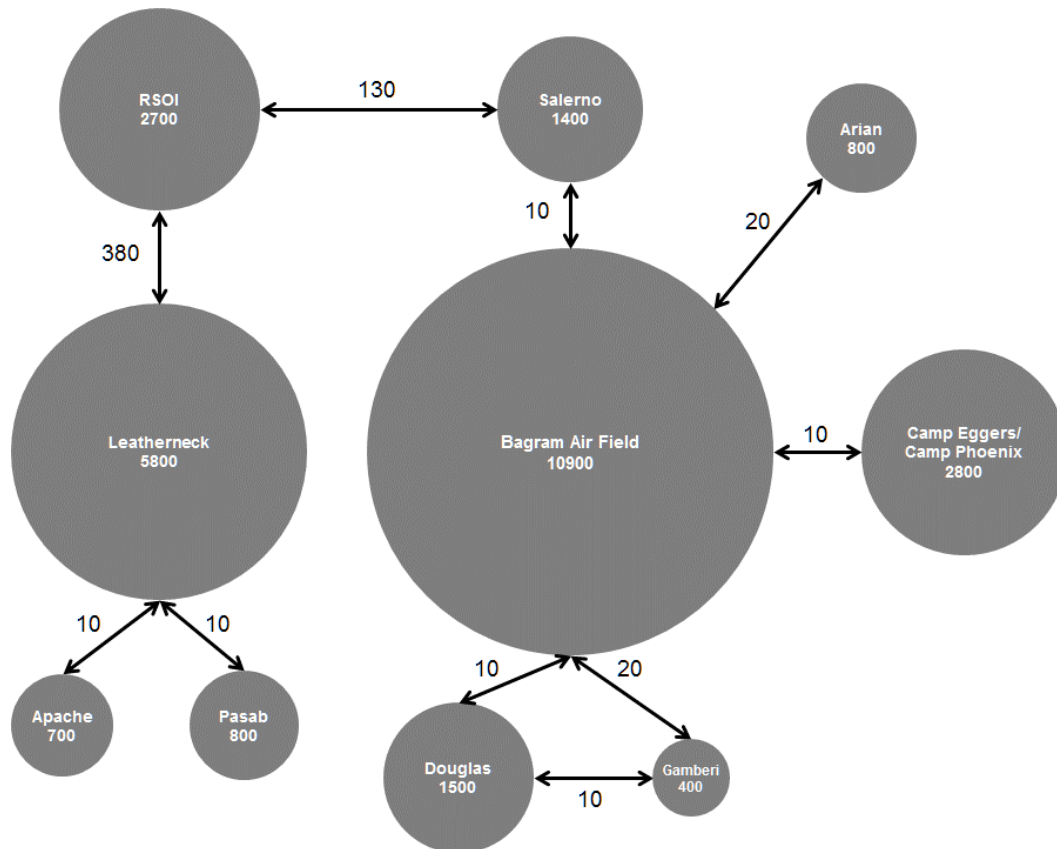 RSOI
2700
130
Salerno
1400
Arian
800
10
20
380
Leatherneck
5800
Bagram Air Field
10900
10
Camp Eggers/
Camp Phoenix
2800
10
10
10
20
Apache
700
Pasab
800
Douglas
1500
Gamberi
400
10